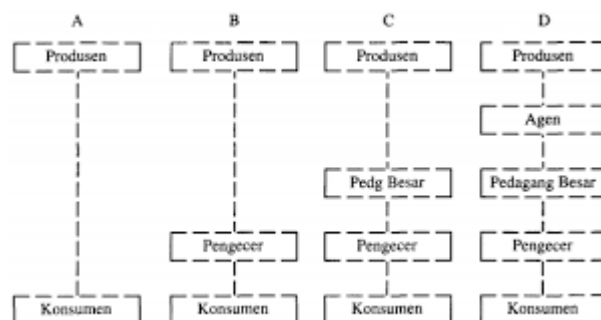 A B C D
Produsen Produsen Produsen Produsen
Agen
Pedg Besar Pedagang Besar
Pengecer Pengecer Pengecer
Konsumen Konsumen Konsumen Konsumen